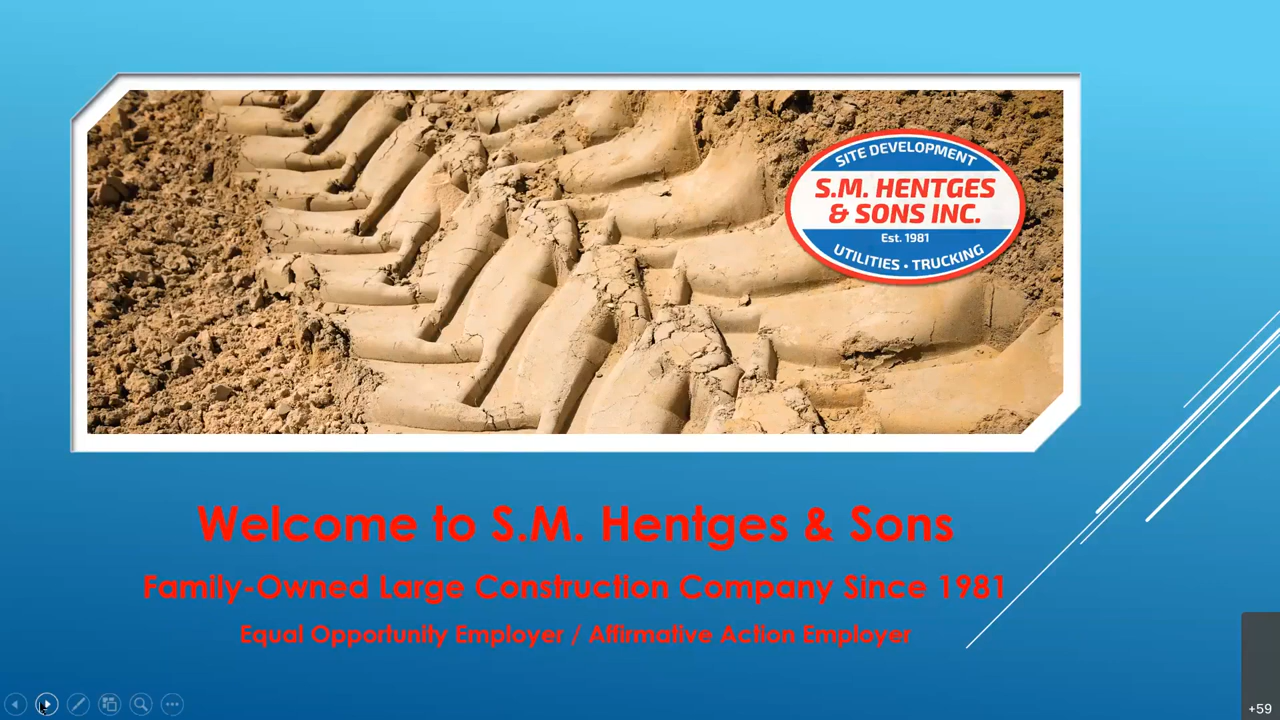 SITE DEVELOPMENT
S.M. HENTGES
& SONS INC.
Est. 1981
UTILITIES • TRUCKING
Welcome to S.M. Hentges & Sons
Family-Owned Large Construction Company Since 1981
Equal Opportunity Employer / Affirmative Action Employer
+59